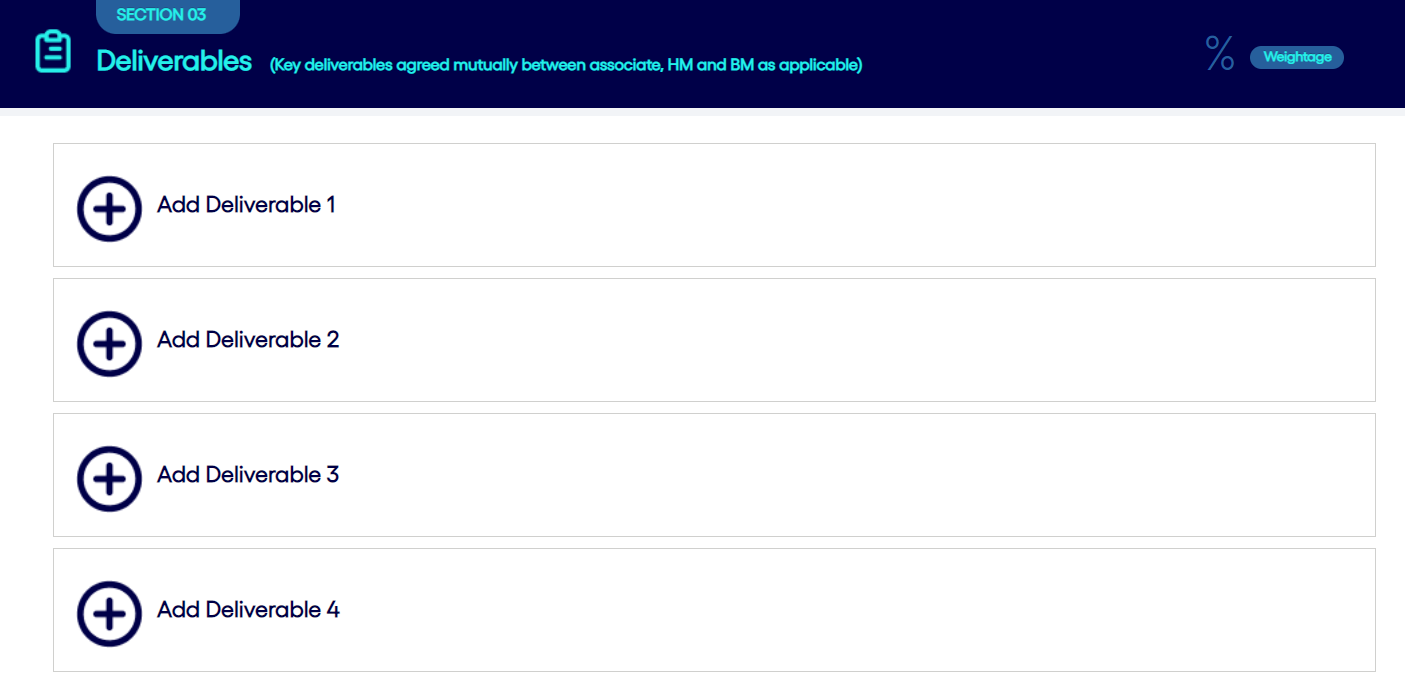 SECTION 03
Deliverables (Key deliverables agreed mutually between associate, HM and BM as applicable)
% Weightage
Add Deliverable 1
Add Deliverable 2
Add Deliverable 3
Add Deliverable 4